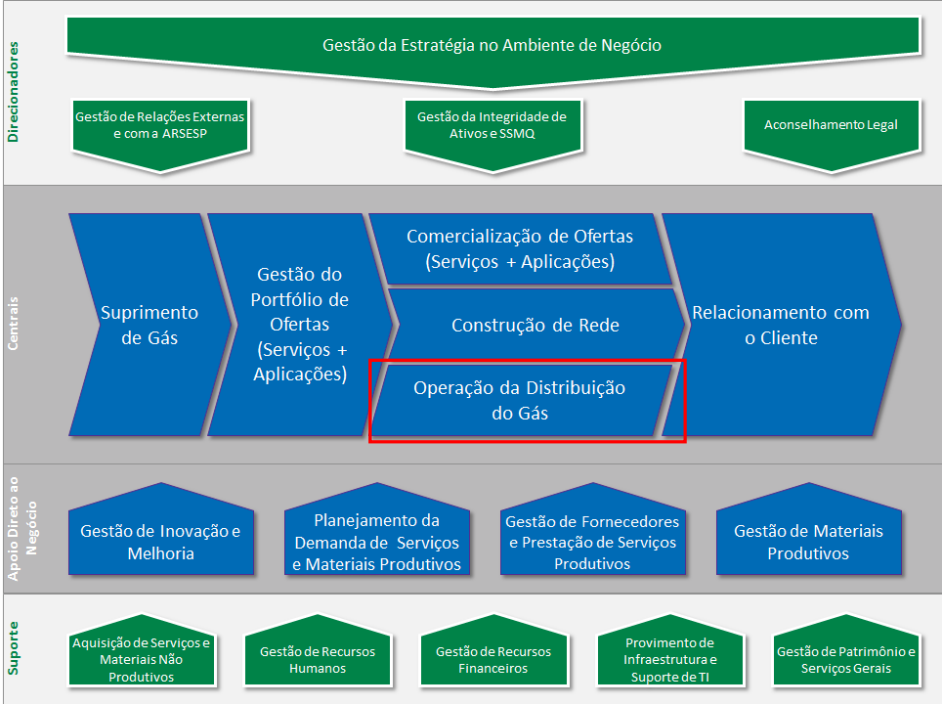 Direcionadores
Gestão da Estratégia no Ambiente de Negócio
Gestão de Relações Externas
e com a ARSESP
Gestão da Integridade de
Ativos e SSMQ
Aconselhamento Legal
Centrais
Suprimento
de Gás
Gestão do
Portfólio de
Ofertas
(Serviços +
Aplicações)
Comercialização de Ofertas
(Serviços + Aplicações)
Construção de Rede
Operação da Distribuição
do Gás
Relacionamento com
o Cliente
Apoio Direto ao
Negócio
Gestão de Inovação e
Melhoria
Planejamento da
Demanda de Serviços
e Materiais Produtivos
Gestão de Fornecedores
e Prestação de Serviços
Produtivos
Gestão de Materiais
Produtivos
Suporte
Aquisição de Serviços e
Materiais Não
Produtivos
Gestão de Recursos
Humanos
Gestão de Recursos
Financeiros
Provimento de
Infraestrutura e
Suporte de TI
Gestão de Patrimônio e
Serviços Gerais